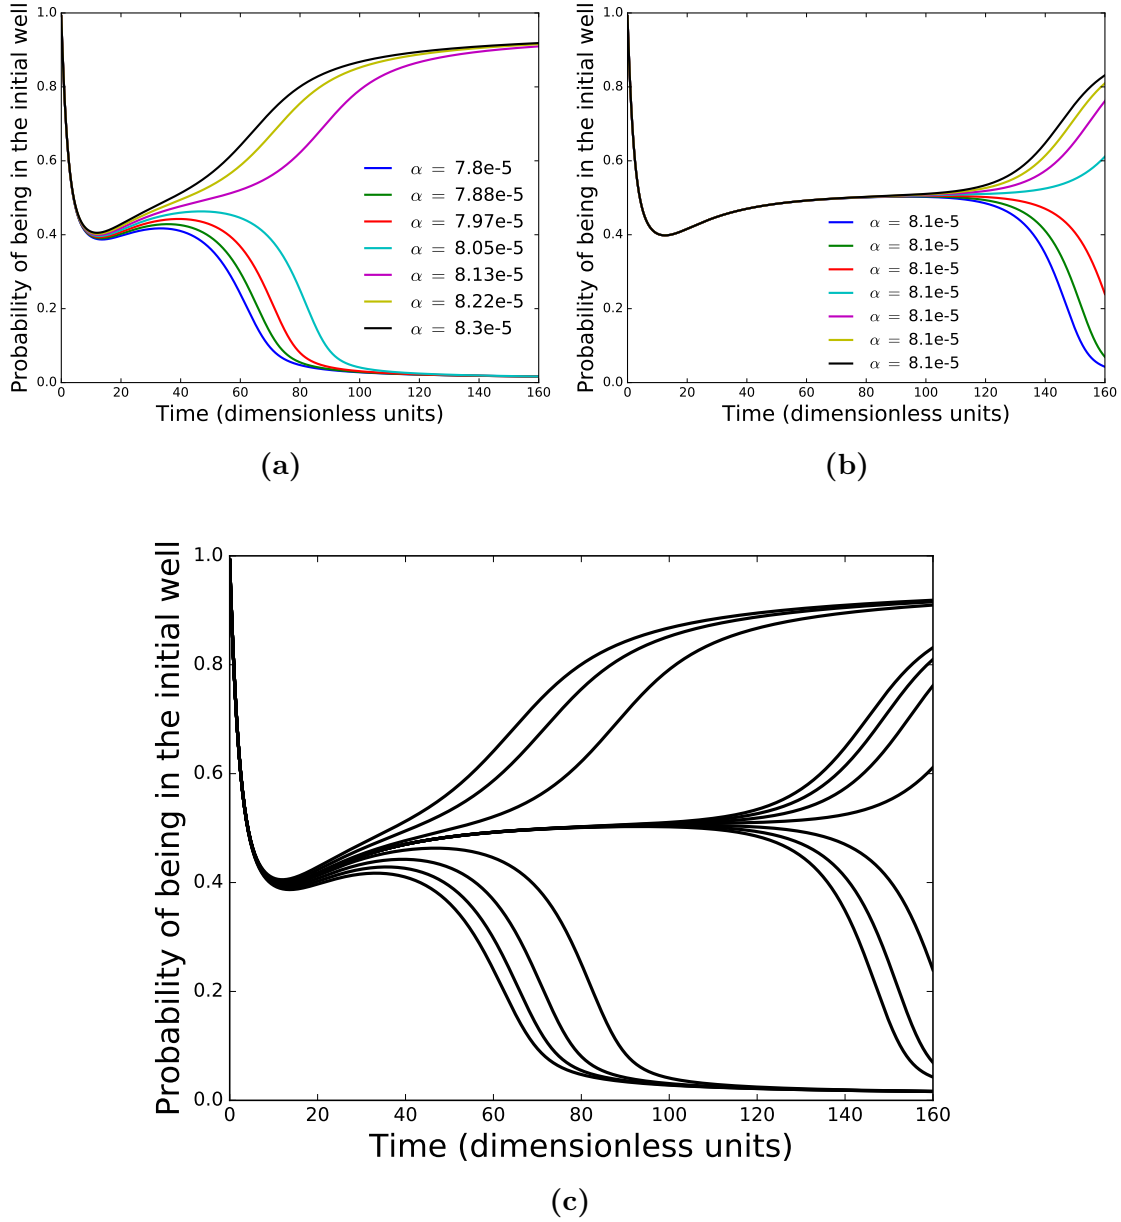 Probability of being in the initial well
1.0
0.8
0.6
0.4
0.2
0.0
0 20 40 60 80 100 120 140 160
Time (dimensionless units)
α = 7.8e-5
α = 7.88e-5
α = 7.97e-5
α = 8.05e-5
α = 8.13e-5
α = 8.22e-5
α = 8.3e-5
(a)
Probability of being in the initial well
1.0
0.8
0.6
0.4
0.2
0.0
0 20 40 60 80 100 120 140 160
Time (dimensionless units)
α = 8.1e-5
α = 8.1e-5
α = 8.1e-5
α = 8.1e-5
α = 8.1e-5
α = 8.1e-5
α = 8.1e-5
(b)
Probability of being in the initial well
1.0
0.8
0.6
0.4
0.2
0.0
0 20 40 60 80 100 120 140 160
Time (dimensionless units)
(c)